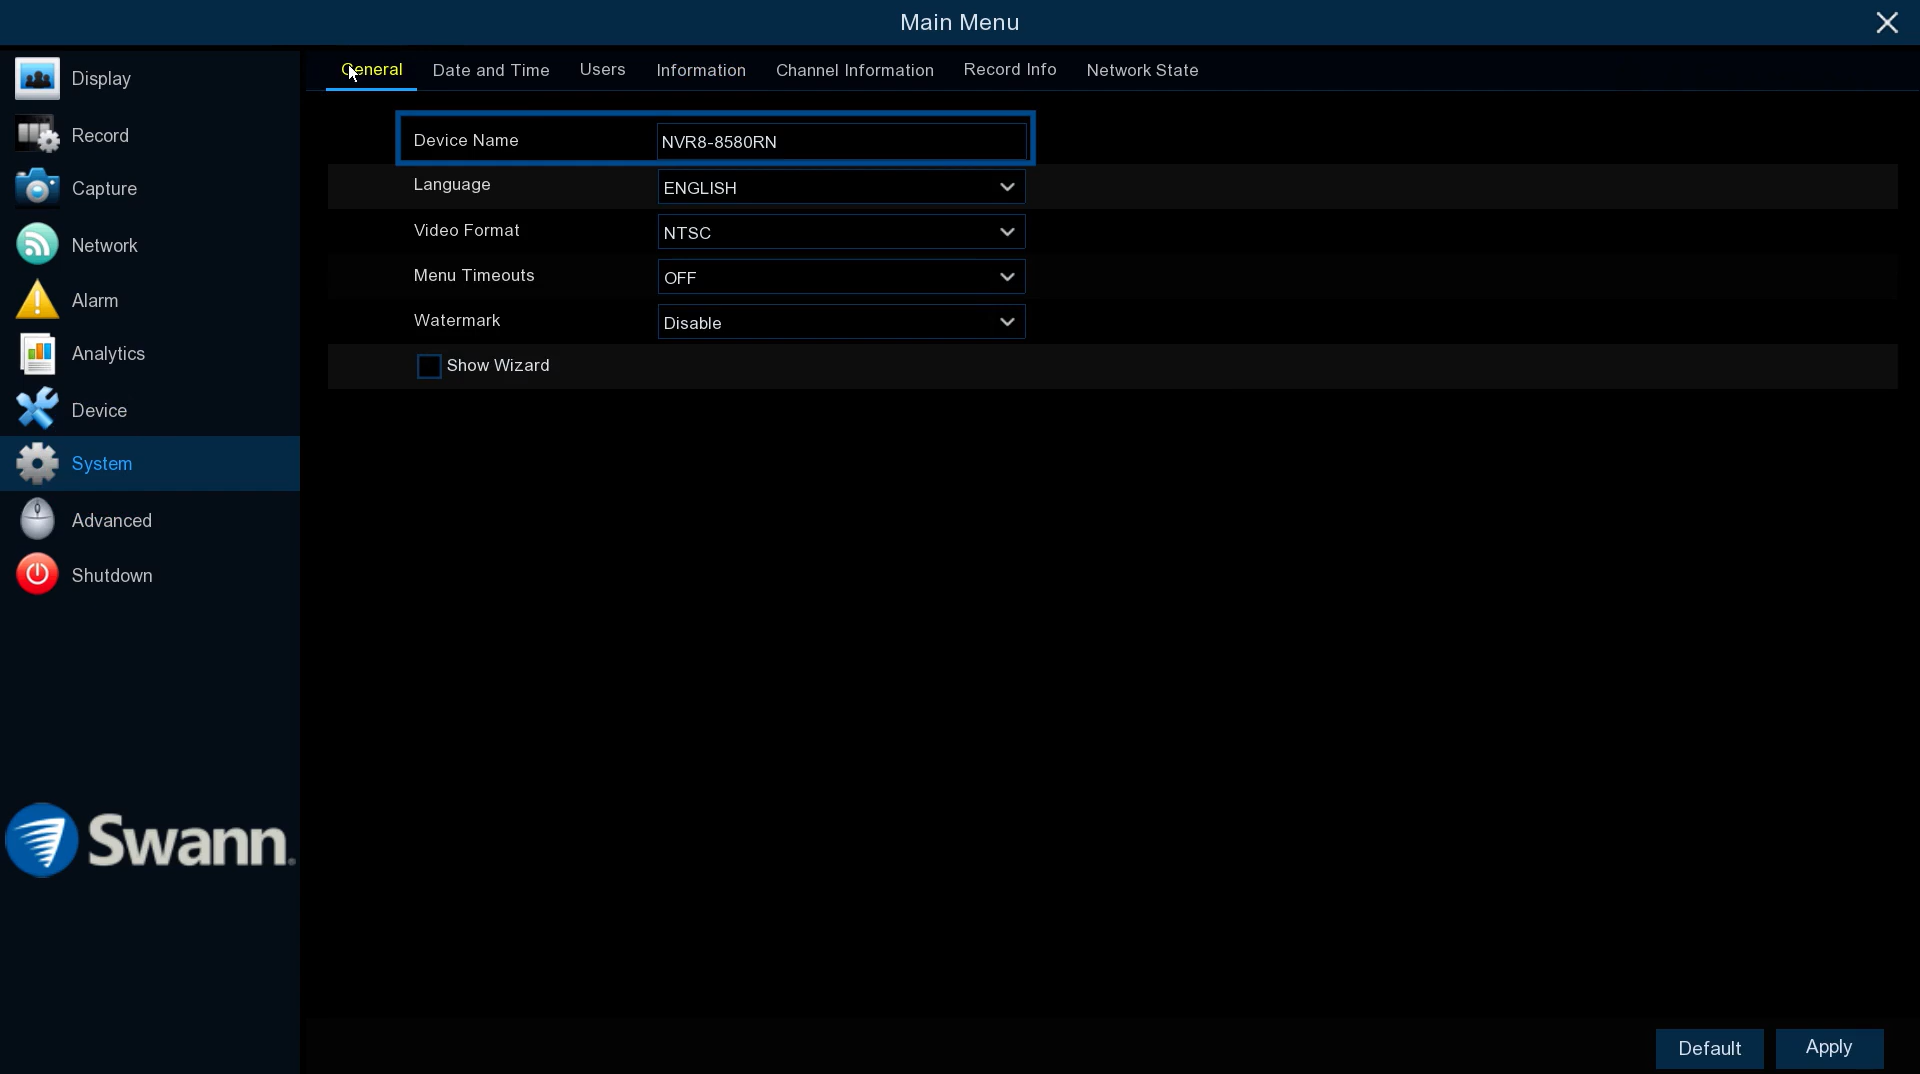 Main Menu
General Date and Time Users Information Channel Information Record Info Network State
Display
Record
Capture
Network
Alarm
Analytics
Device
System
Advanced
Shutdown
Swann.
Device Name NVR8-8580RN
Language ENGLISH
Video Format NTSC
Menu Timeouts OFF
Watermark Disable
Show Wizard
Default Apply